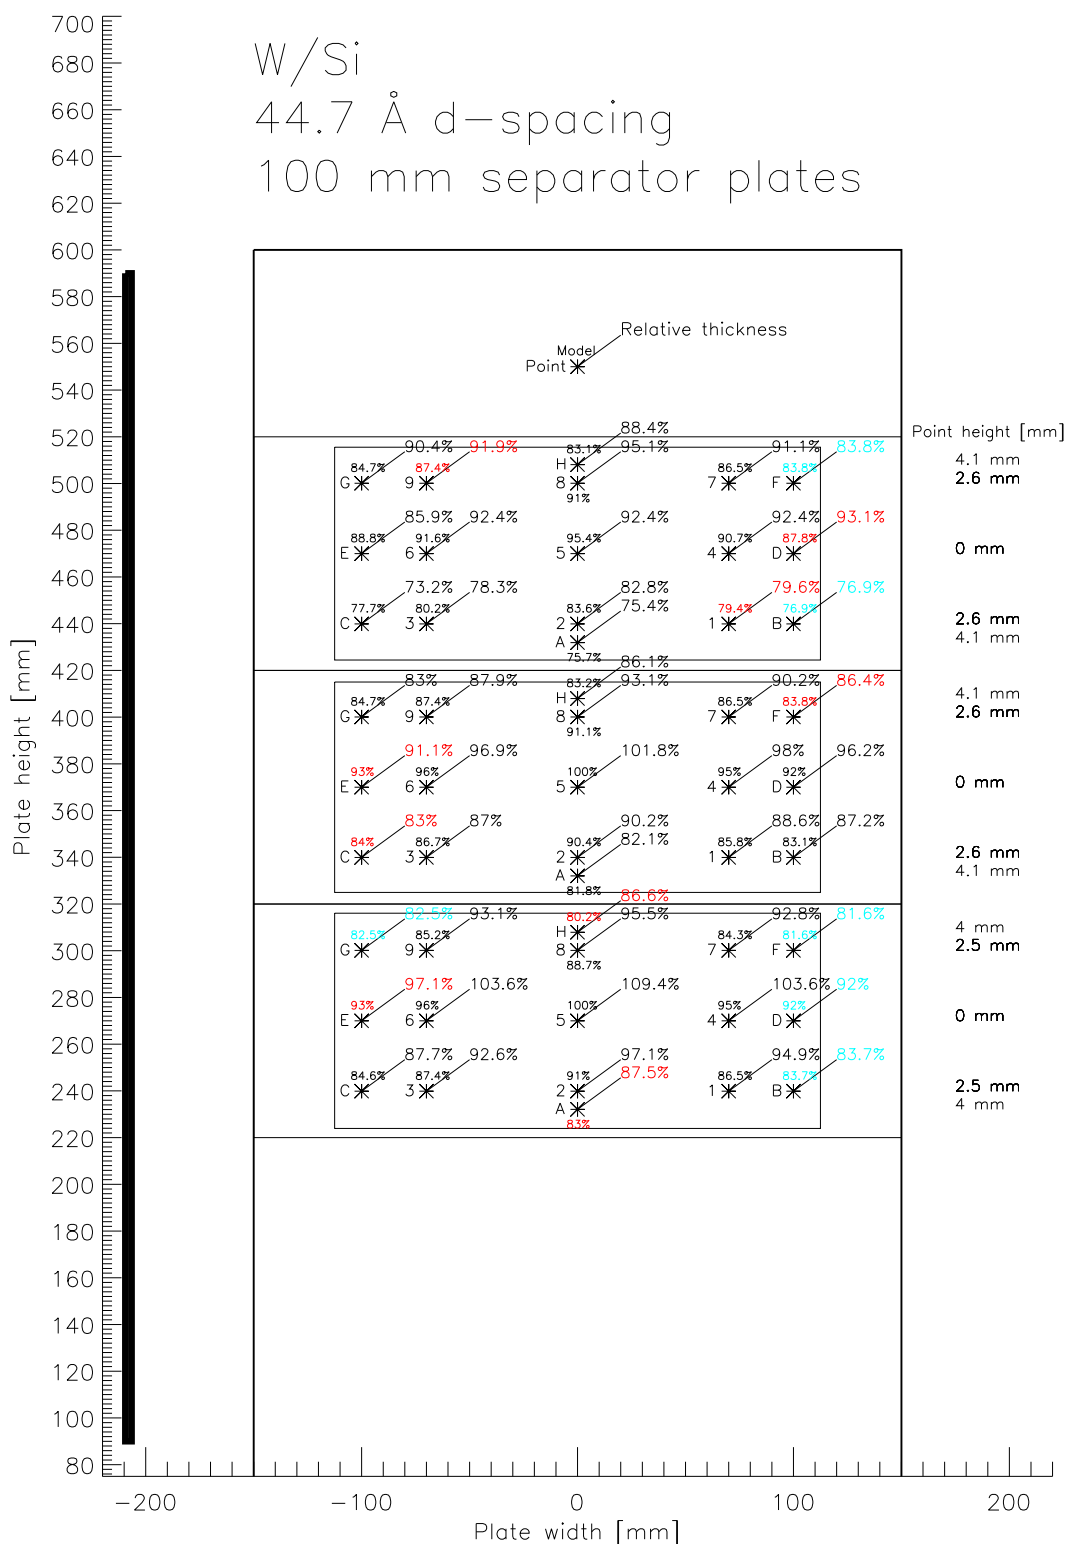 W/Si
44.7 Å d-spacing
100 mm separator plates
700
680
660
640
620
600
580
560
540
520
500
480
460
440
420
400
380
360
340
320
300
280
260
240
220
200
180
160
140
120
100
80
Plate height [mm]
Relative thickness
Model
Point
Point height [mm]
88.4%
90.4% 91.9% 83.1% 95.1% 91.1% 83.8%
84.7% 87.4% H 86.5% 83.8% 4.1 mm
G 9 8 7 F 2.6 mm
91%
85.9% 92.4% 92.4% 92.4% 93.1%
88.8% 91.6% 95.4% 90.7% 87.8%
E 6 5 4 D 0 mm
73.2% 78.3% 82.8% 79.6% 76.9%
77.7% 80.2% 83.6% 75.4% 79.4% 76.9%
C 3 2 1 B 2.6 mm
A 4.1 mm
75.7%
86.1%
83% 87.9% 83.2% 93.1% 90.2% 86.4%
84.7% 87.4% H 86.5% 83.8% 4.1 mm
G 9 8 7 F 2.6 mm
91.1%
91.1% 96.9% 101.8% 98% 96.2%
93% 96% 100% 95% 92%
E 6 5 4 D 0 mm
83% 87% 90.2% 88.6% 87.2%
84% 86.7% 90.4% 82.1% 85.8% 83.1%
C 3 2 1 B 2.6 mm
A 4.1 mm
81.8%
86.6%
82.5% 93.1% 80.2% 95.5% 92.8% 81.6%
82.5% 85.2% H 84.3% 81.6% 4 mm
G 9 8 7 F 2.5 mm
88.7%
97.1% 103.6% 109.4% 103.6% 92%
93% 96% 100% 95% 92%
E 6 5 4 D 0 mm
87.7% 92.6% 97.1% 94.9% 83.7%
84.6% 87.4% 91% 87.5% 86.5% 83.7%
C 3 2 1 B 2.5 mm
A 4 mm
83%
-200 -100 0 100 200
Plate width [mm]